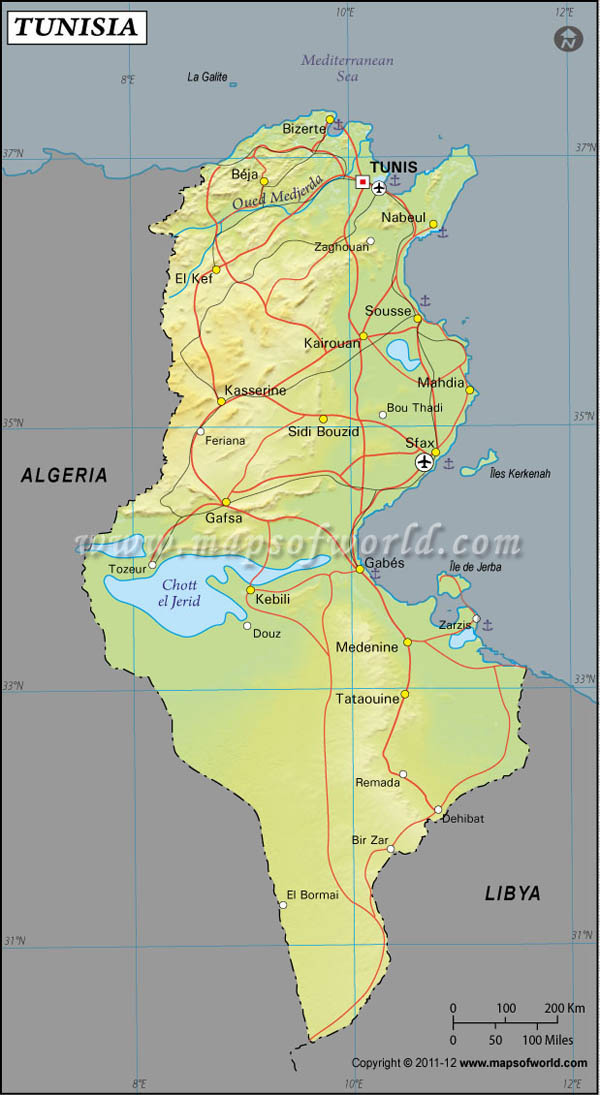 TUNISIA
8°E
10°E
12°E
N
La Galite
Mediterranean
Sea
Bizerte
37°N
37°N
Béja
TUNIS
Oued Medjerda
Nabeul
Zaghouan
El Kef
Sousse
Kairouan
Mahdia
Kasserine
Bou Thadi
35°N
35°N
Sidi Bouzid
Feriana
Sfax
ALGERIA
Îles Kerkenah
Gafsa
www.mapsofworld.com
Gabés
Tozeur
Île de Jerba
Chott
el Jerid
Kebili
Zarzis
Douz
Medenine
33°N
33°N
Tataouine
Remada
Dehibat
Bir Zar
El Bormai
LIBYA
31°N
31°N
0 100 200 Km
0 50 100 Miles
Copyright © 2011-12 www.mapsofworld.com
8°E
10°E
12°E